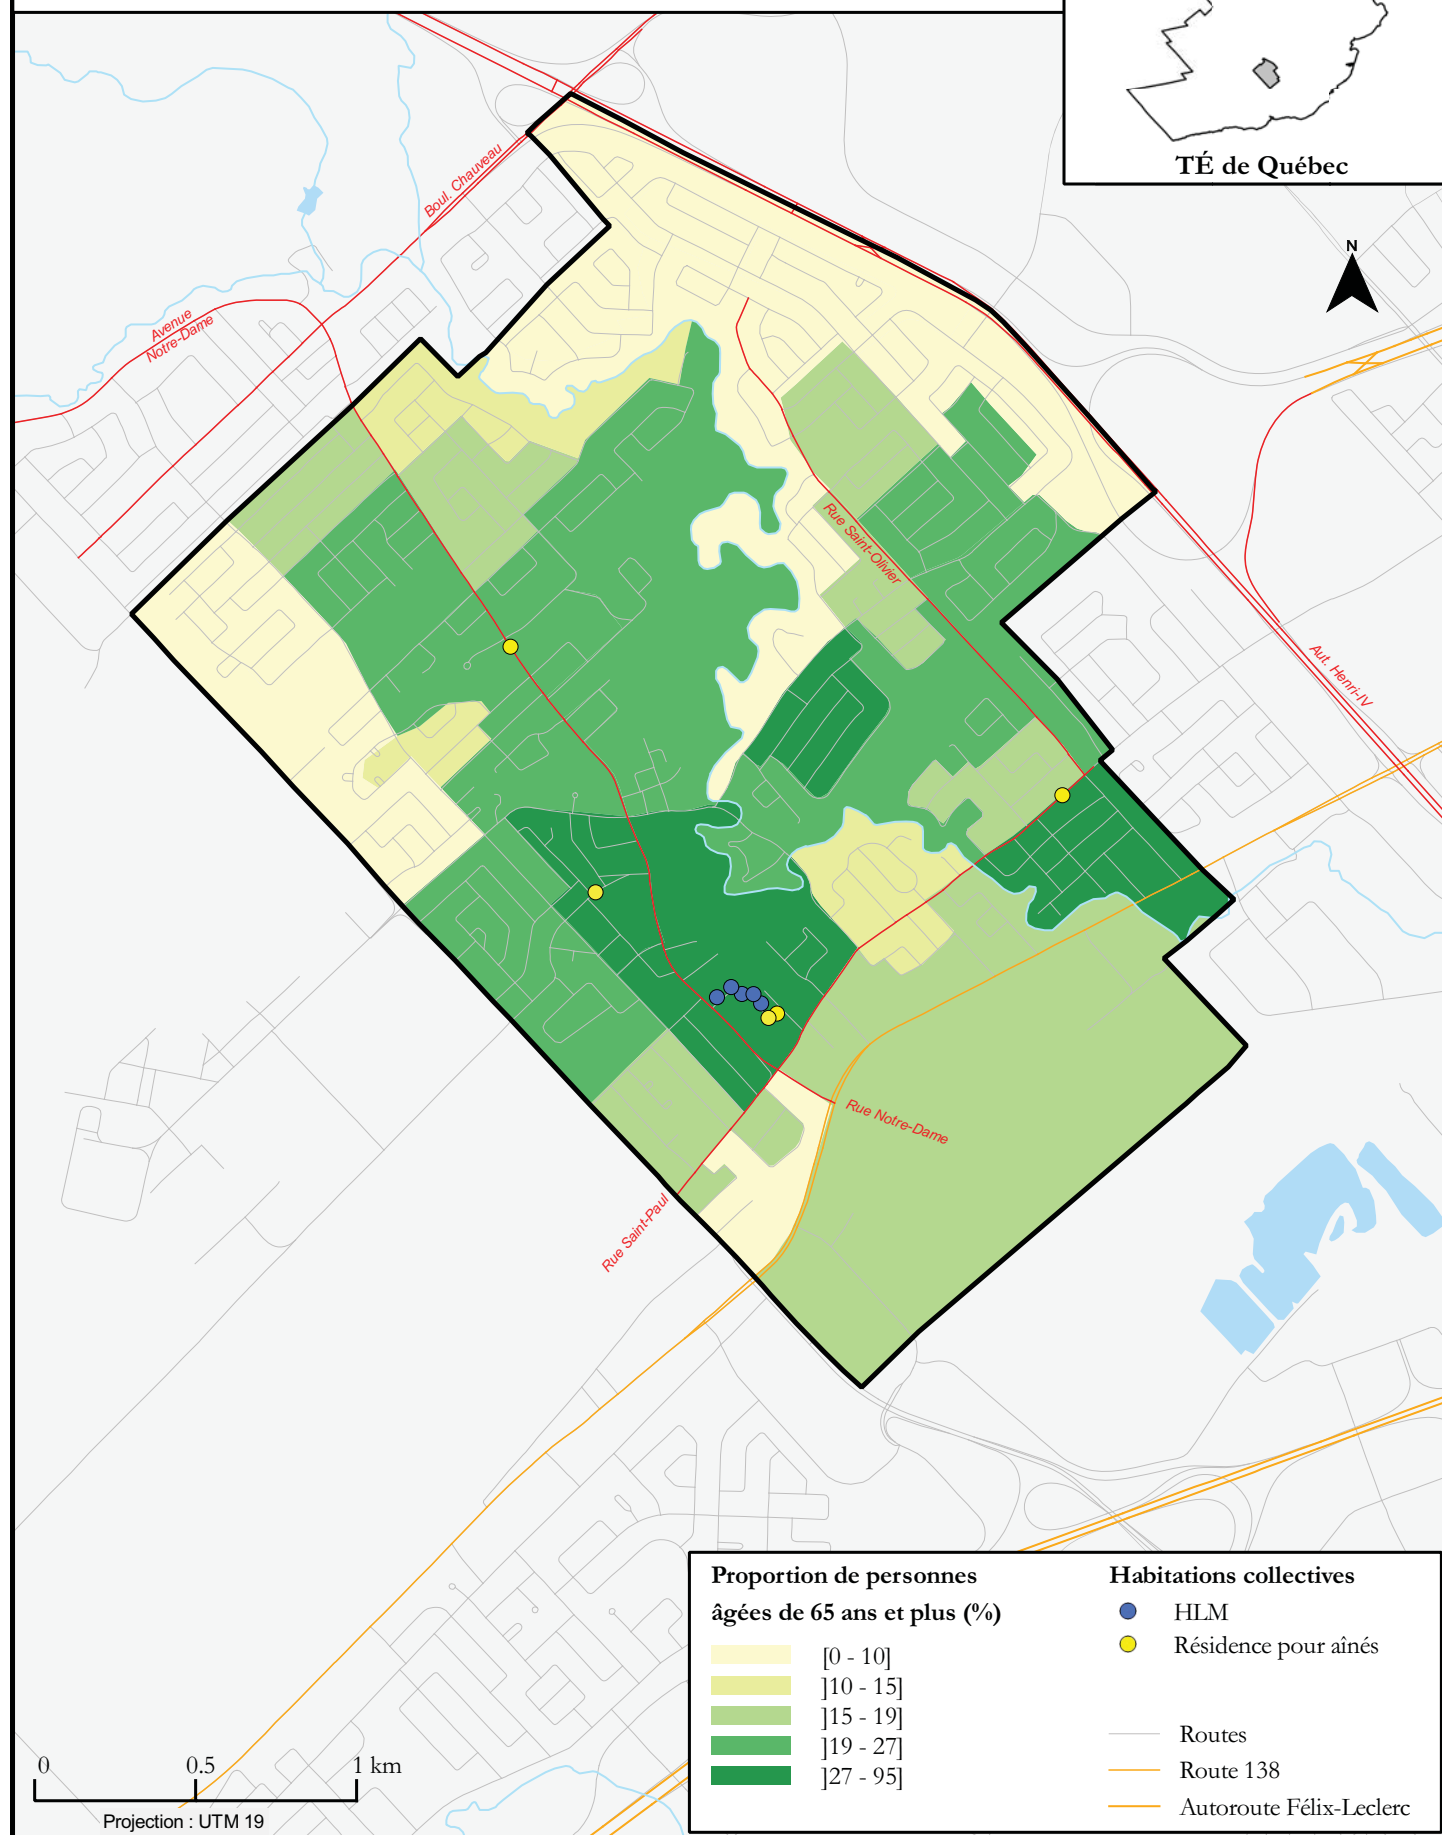 TÉ de Québec
N
Boul. Chauveau
Avenue
Notre-Dame
Rue Saint-Olivier
Aut. Henri-IV
Rue Notre-Dame
Rue Saint-Paul
Proportion de personnes
âgées de 65 ans et plus (%)
[0 - 10]
]10 - 15]
]15 - 19]
]19 - 27]
]27 - 95]
Habitations collectives
HLM
Résidence pour aînés
Routes
Route 138
Autoroute Félix-Leclerc
0 0.5 1 km
Projection : UTM 19